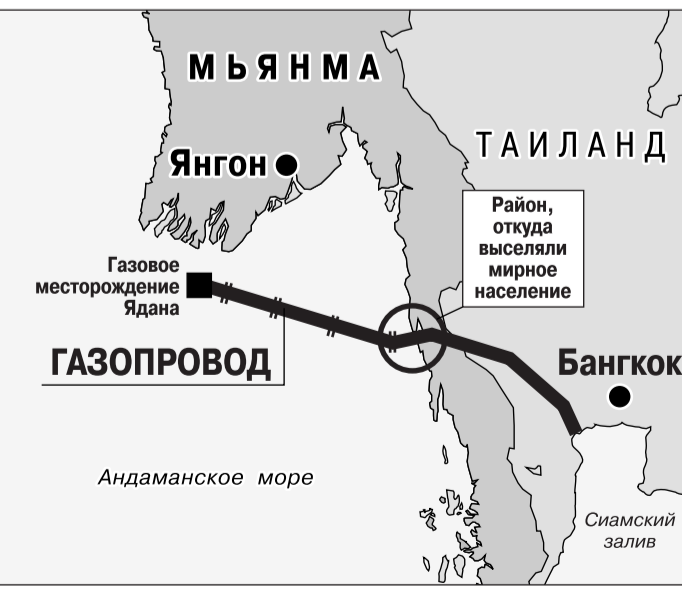 МЬЯНМА
ТАИЛАНД
Янгон
Район,
откуда
выселяли
мирное
население
Газовое
месторождение
Ядана
ГАЗОПРОВОД
Бангкок
Андаманское море
Сиамский
залив